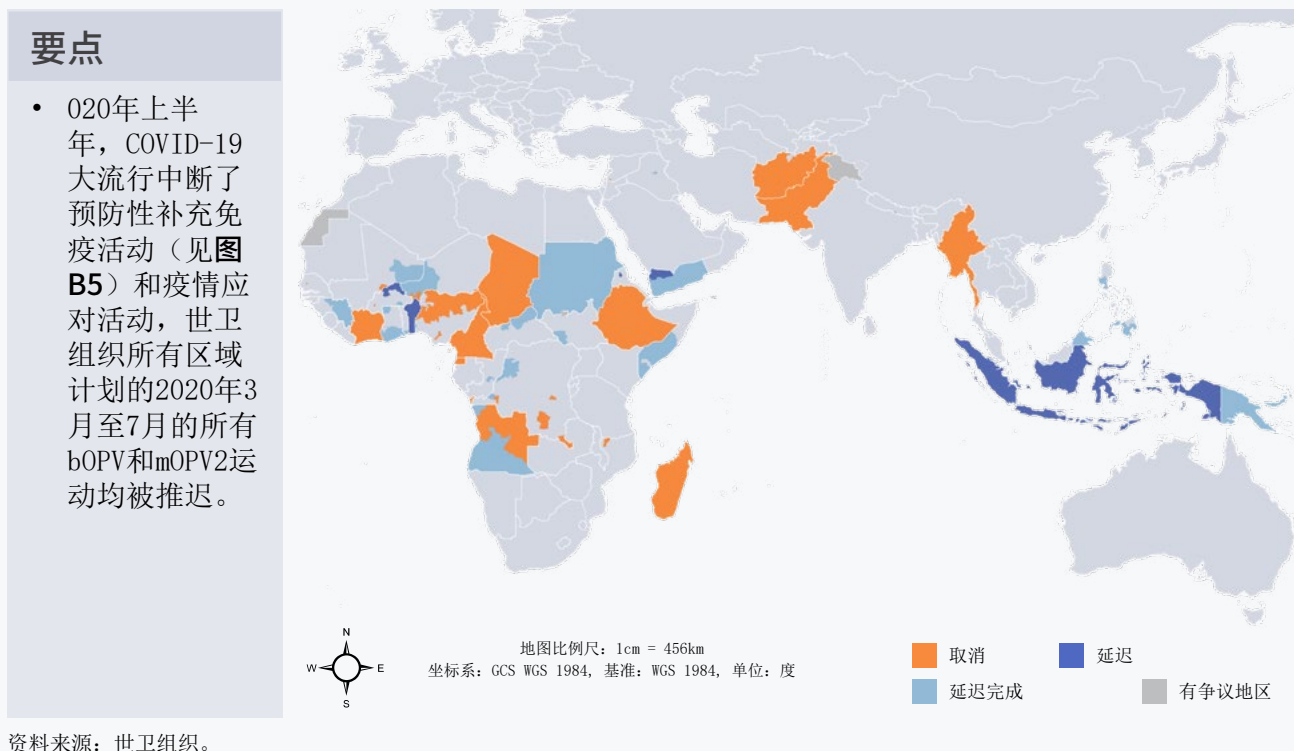 要点
• 020年上半
年，COVID-19
大流行中断了
预防性补充免
疫活动（见图
B5）和疫情应
对活动，世卫
组织所有区域
计划的2020年3
月至7月的所有
bOPV和mOPV2运
动均被推迟。
N
W E
S
地图比例尺：1cm = 456km
坐标系：GCS WGS 1984, 基准：WGS 1984, 单位：度
取消
延迟
延迟完成
有争议地区
资料来源：世卫组织。